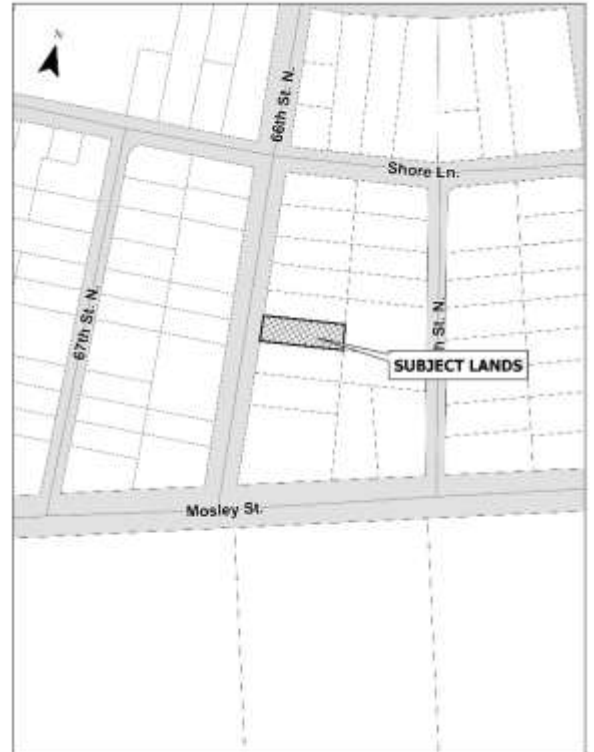 N
66th St. N.
Shore Ln.
67th St. N.
h St. N.
SUBJECT LANDS
Mosley St.